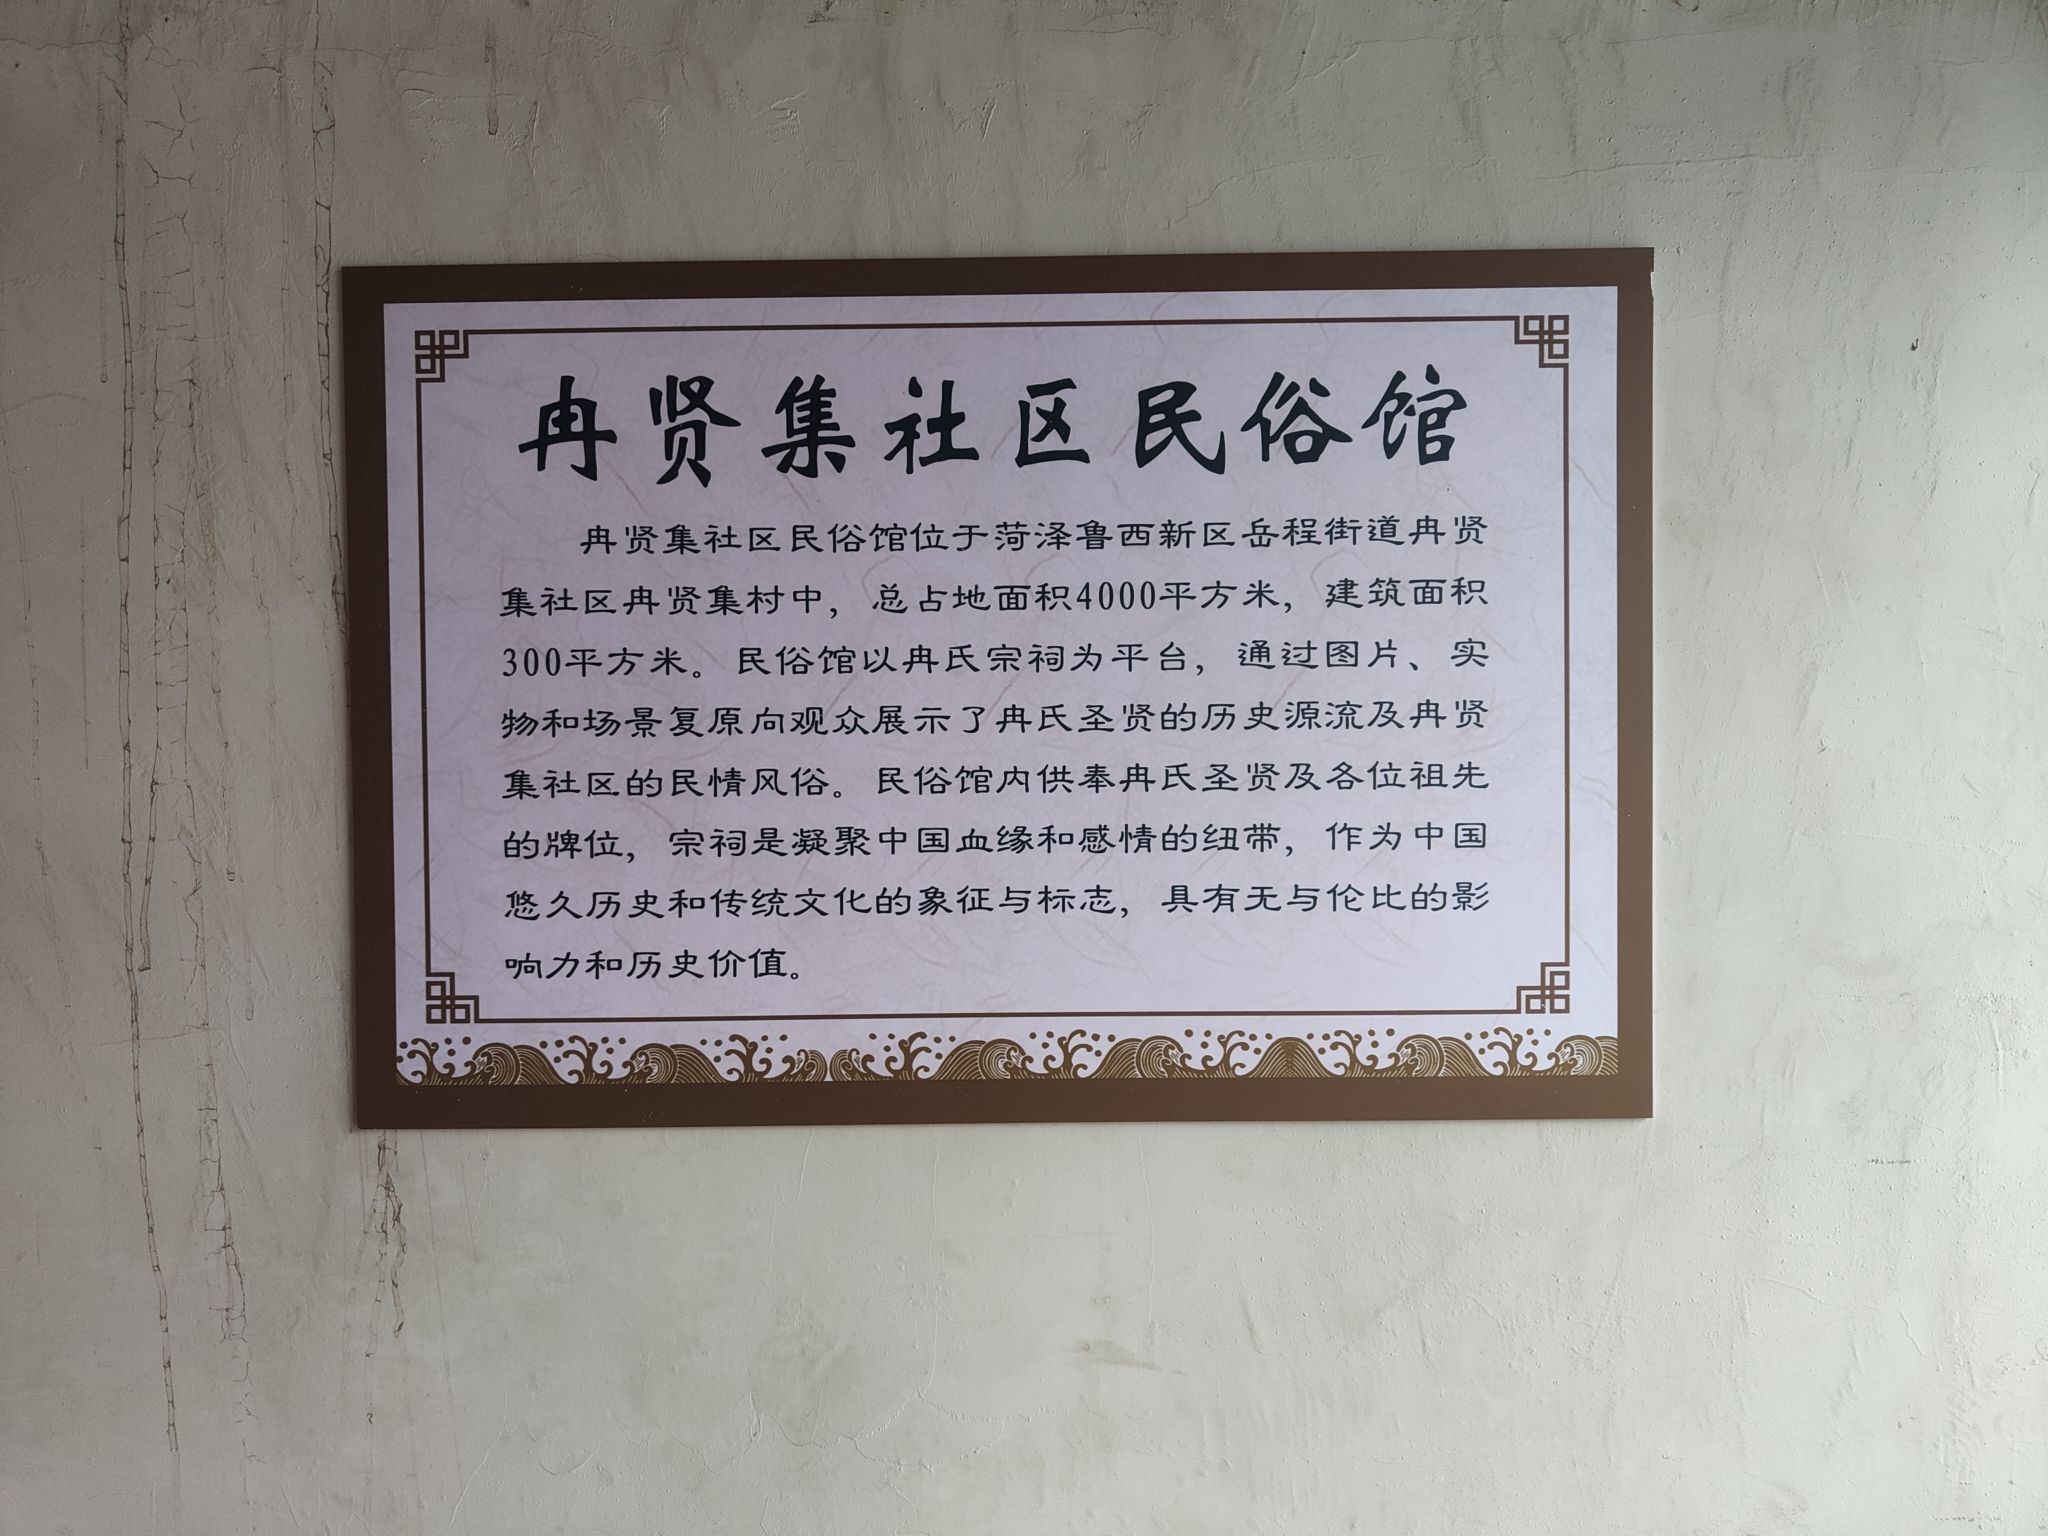 冉贤集社区民俗馆
冉贤集社区民俗馆位于菏泽鲁西新区岳程街道冉贤
集社区冉贤集村中，总占地面积4000平方米，建筑面积
300平方米。民俗馆以冉氏宗祠为平台，通过图片、实
物和场景复原向观众展示了冉氏圣贤的历史源流及冉贤
集社区的民情风俗。民俗馆内供奉冉氏圣贤及各位祖先
的牌位，宗祠是凝聚中国血缘和感情的纽带，作为中国
悠久历史和传统文化的象征与标志，具有无与伦比的影
响力和历史价值。